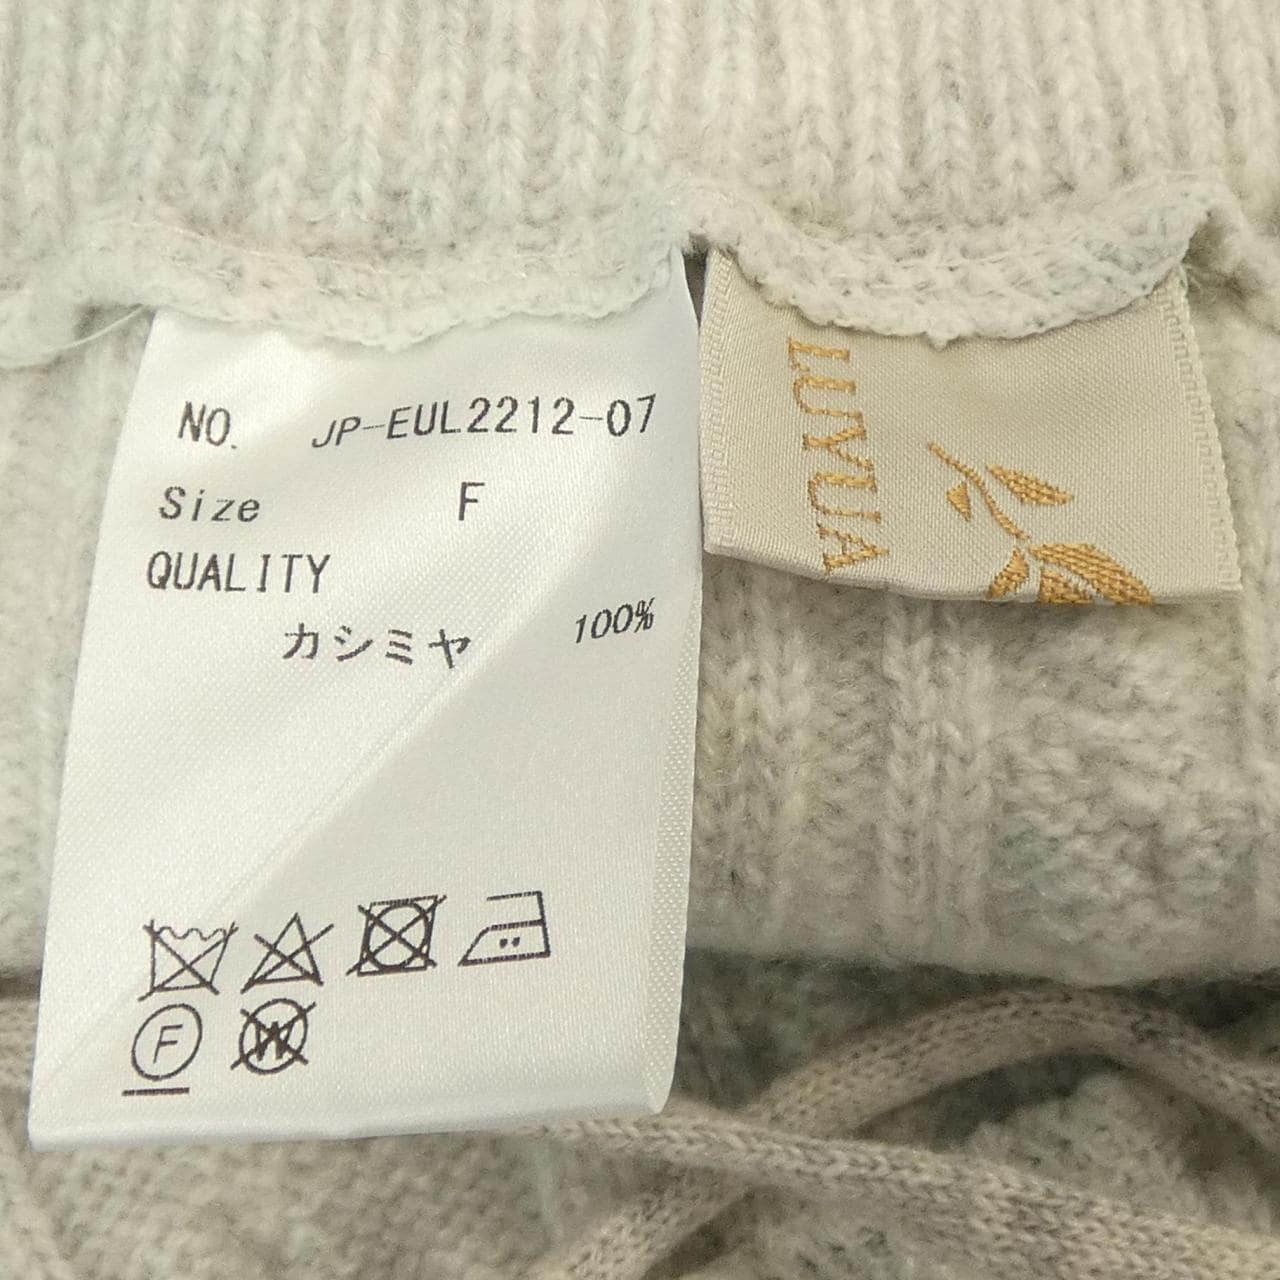 NO. JP-EUL2212-07
Size F
QUALITY
カシミヤ 100%
F
W
LUYUA